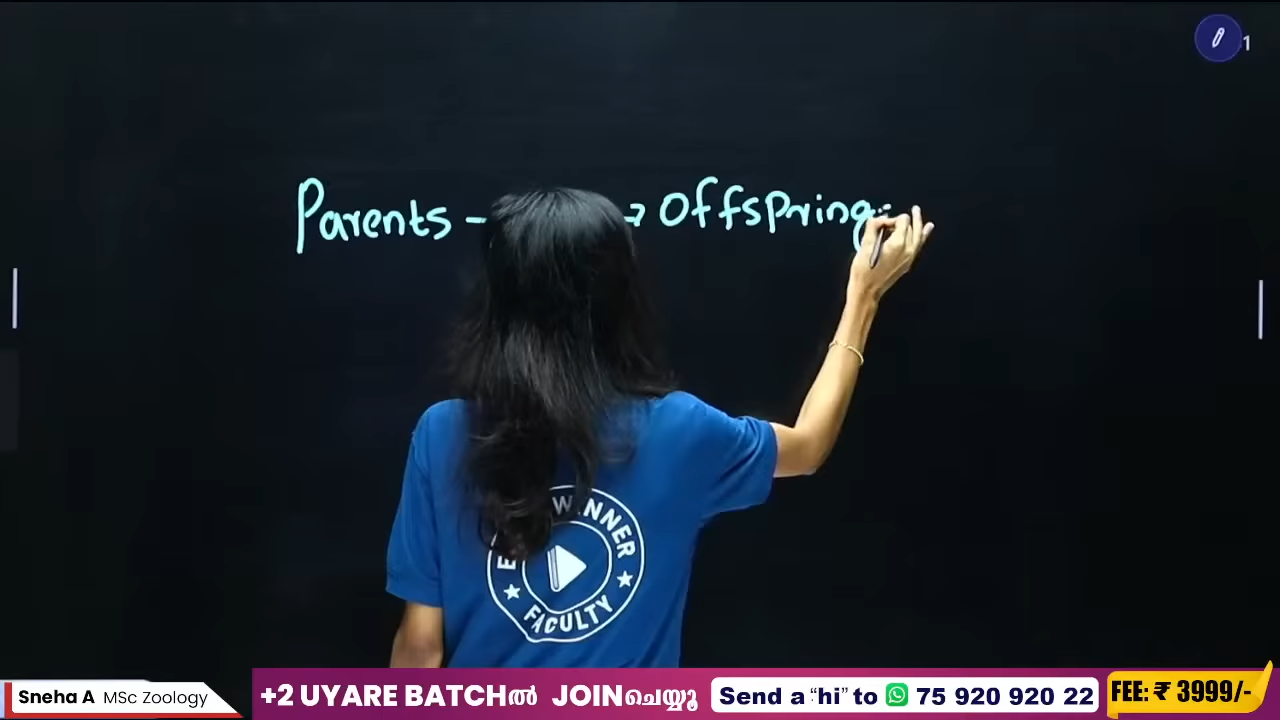 1
Parents - → Offspring
WINNER
FACULTY
Sneha A MSc Zoology
+2 UYARE BATCHൽ JOINചെയ്യൂ
Send a “hi” to 75 920 920 22
FEE: ₹ 3999/-